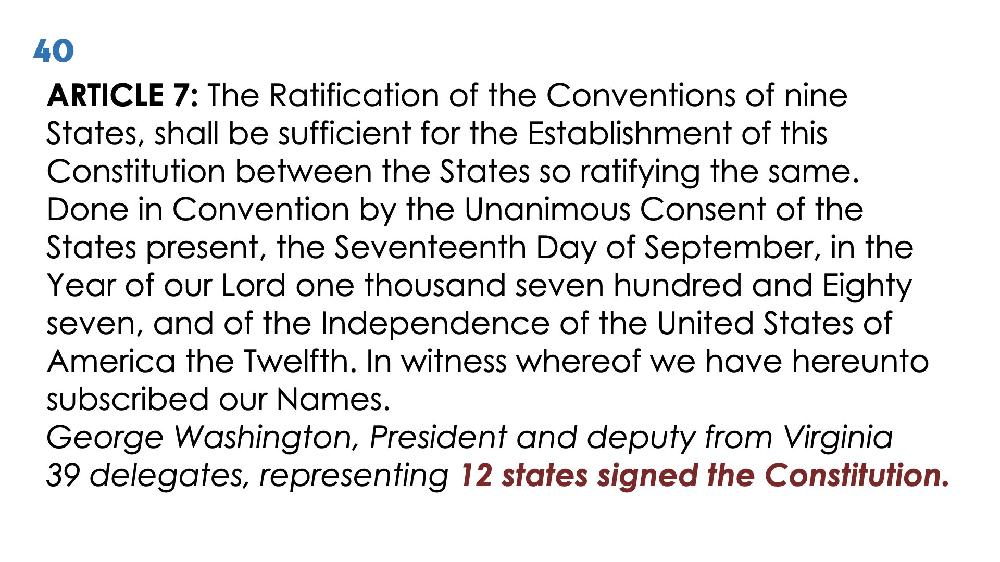 40
ARTICLE 7: The Ratification of the Conventions of nine
States, shall be sufficient for the Establishment of this
Constitution between the States so ratifying the same.
Done in Convention by the Unanimous Consent of the
States present, the Seventeenth Day of September, in the
Year of our Lord one thousand seven hundred and Eighty
seven, and of the Independence of the United States of
America the Twelfth. In witness whereof we have hereunto
subscribed our Names.
George Washington, President and deputy from Virginia
39 delegates, representing 12 states signed the Constitution.